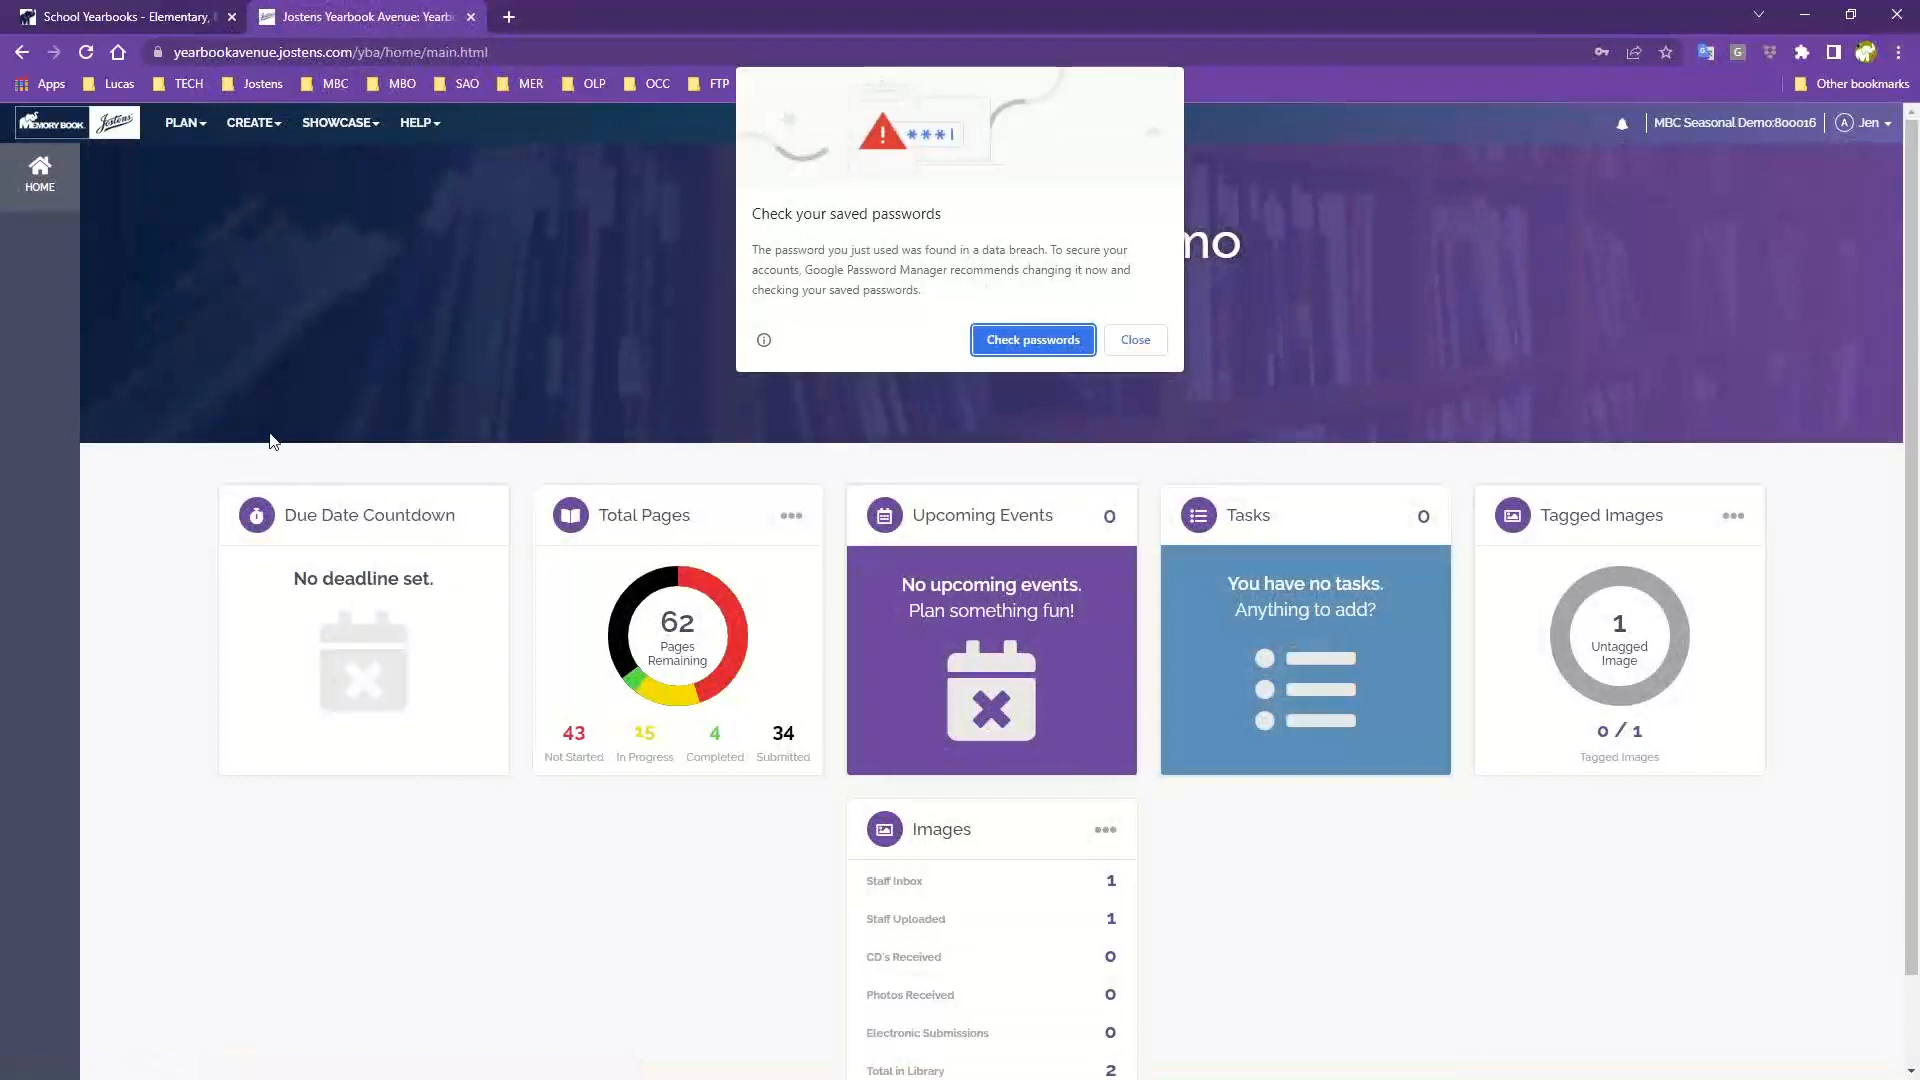 School Yearbooks - Elementary,
Jostens Yearbook Avenue: Yearb
yearbookavenue.jostens.com/yba/home/main.html
Apps Lucas TECH Jostens MBC MBO SAO MER OLP OCC FTP Other bookmarks
MEMORY BOOK Jostens PLAN CREATE SHOWCASE HELP MBC Seasonal Demo:800016 A Jen
HOME
mo
***
Check your saved passwords
The password you just used was found in a data breach. To secure your
accounts, Google Password Manager recommends changing it now and
checking your saved passwords.
Check passwords Close
Due Date Countdown
No deadline set.
Total Pages
62
Pages
Remaining
43 15 4 34
Not Started In Progress Completed Submitted
Upcoming Events 0
No upcoming events.
Plan something fun!
Tasks 0
You have no tasks.
Anything to add?
Tagged Images
1
Untagged
Image
0 / 1
Tagged Images
Images
Staff Inbox 1
Staff Uploaded 1
CD's Received 0
Photos Received 0
Electronic Submissions 0
Total in Library 2